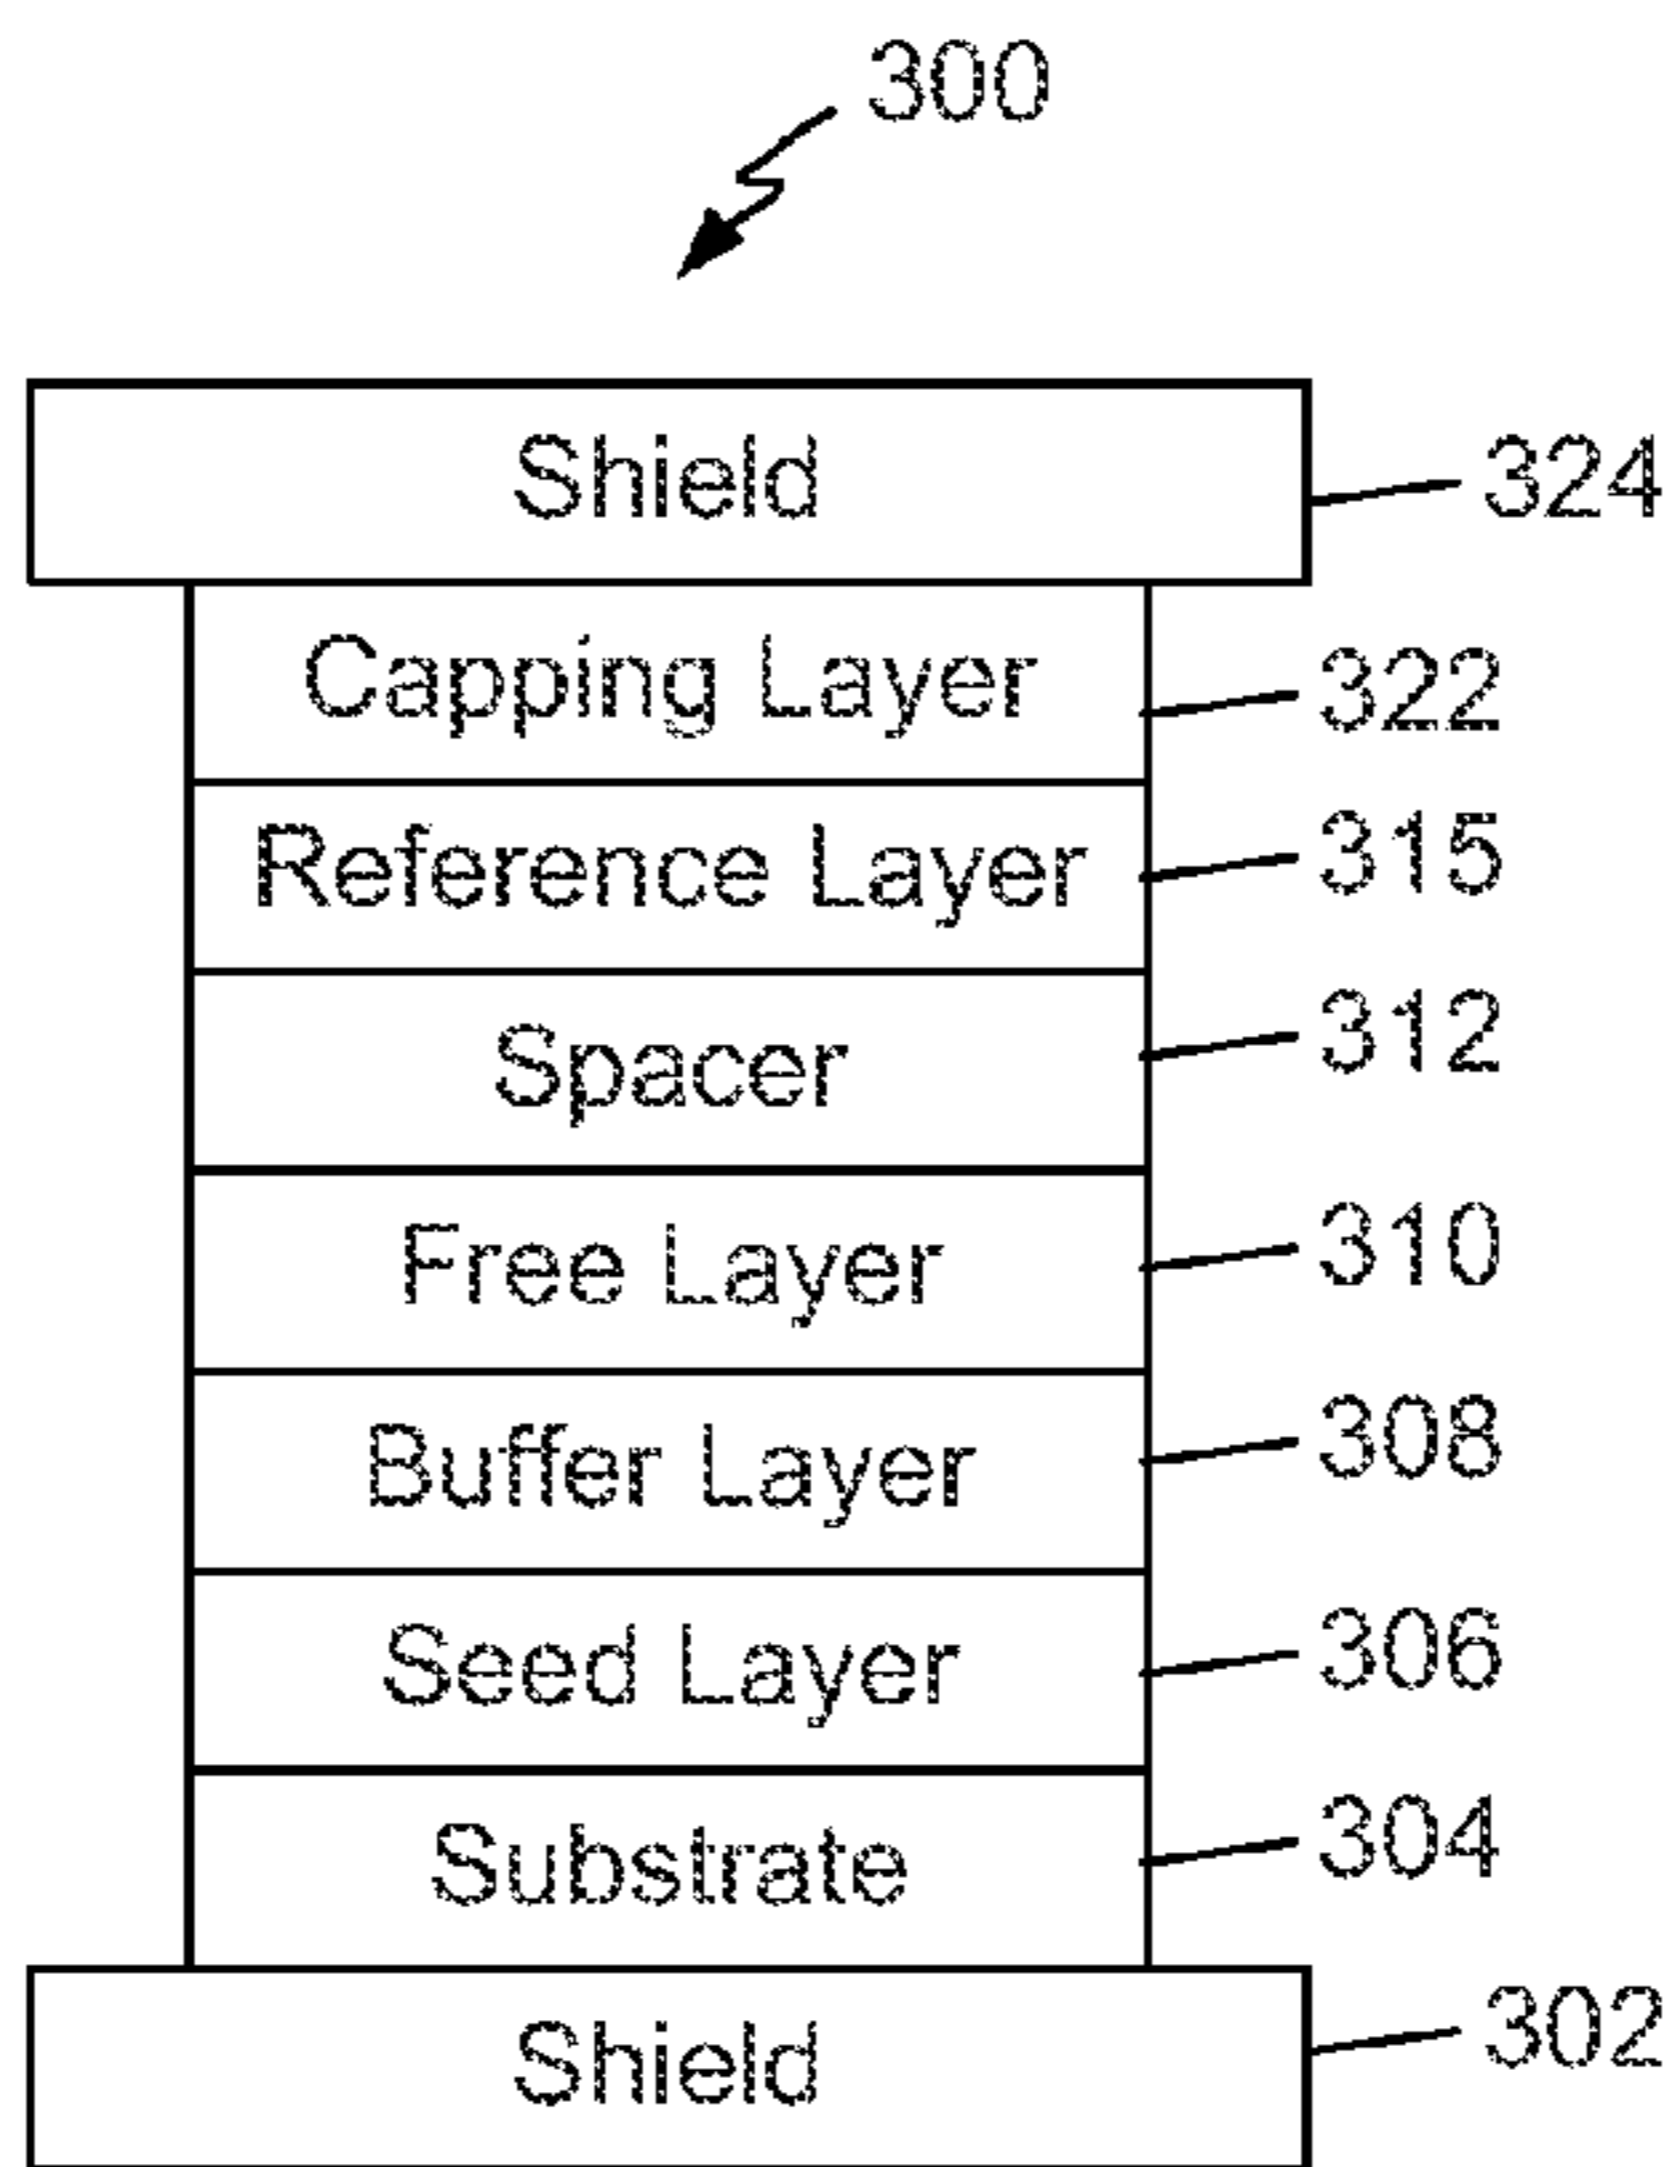 300
Shield 324
Capping Layer 322
Reference Layer 315
Spacer 312
Free Layer 310
Buffer Layer 308
Seed Layer 306
Substrate 304
Shield 302